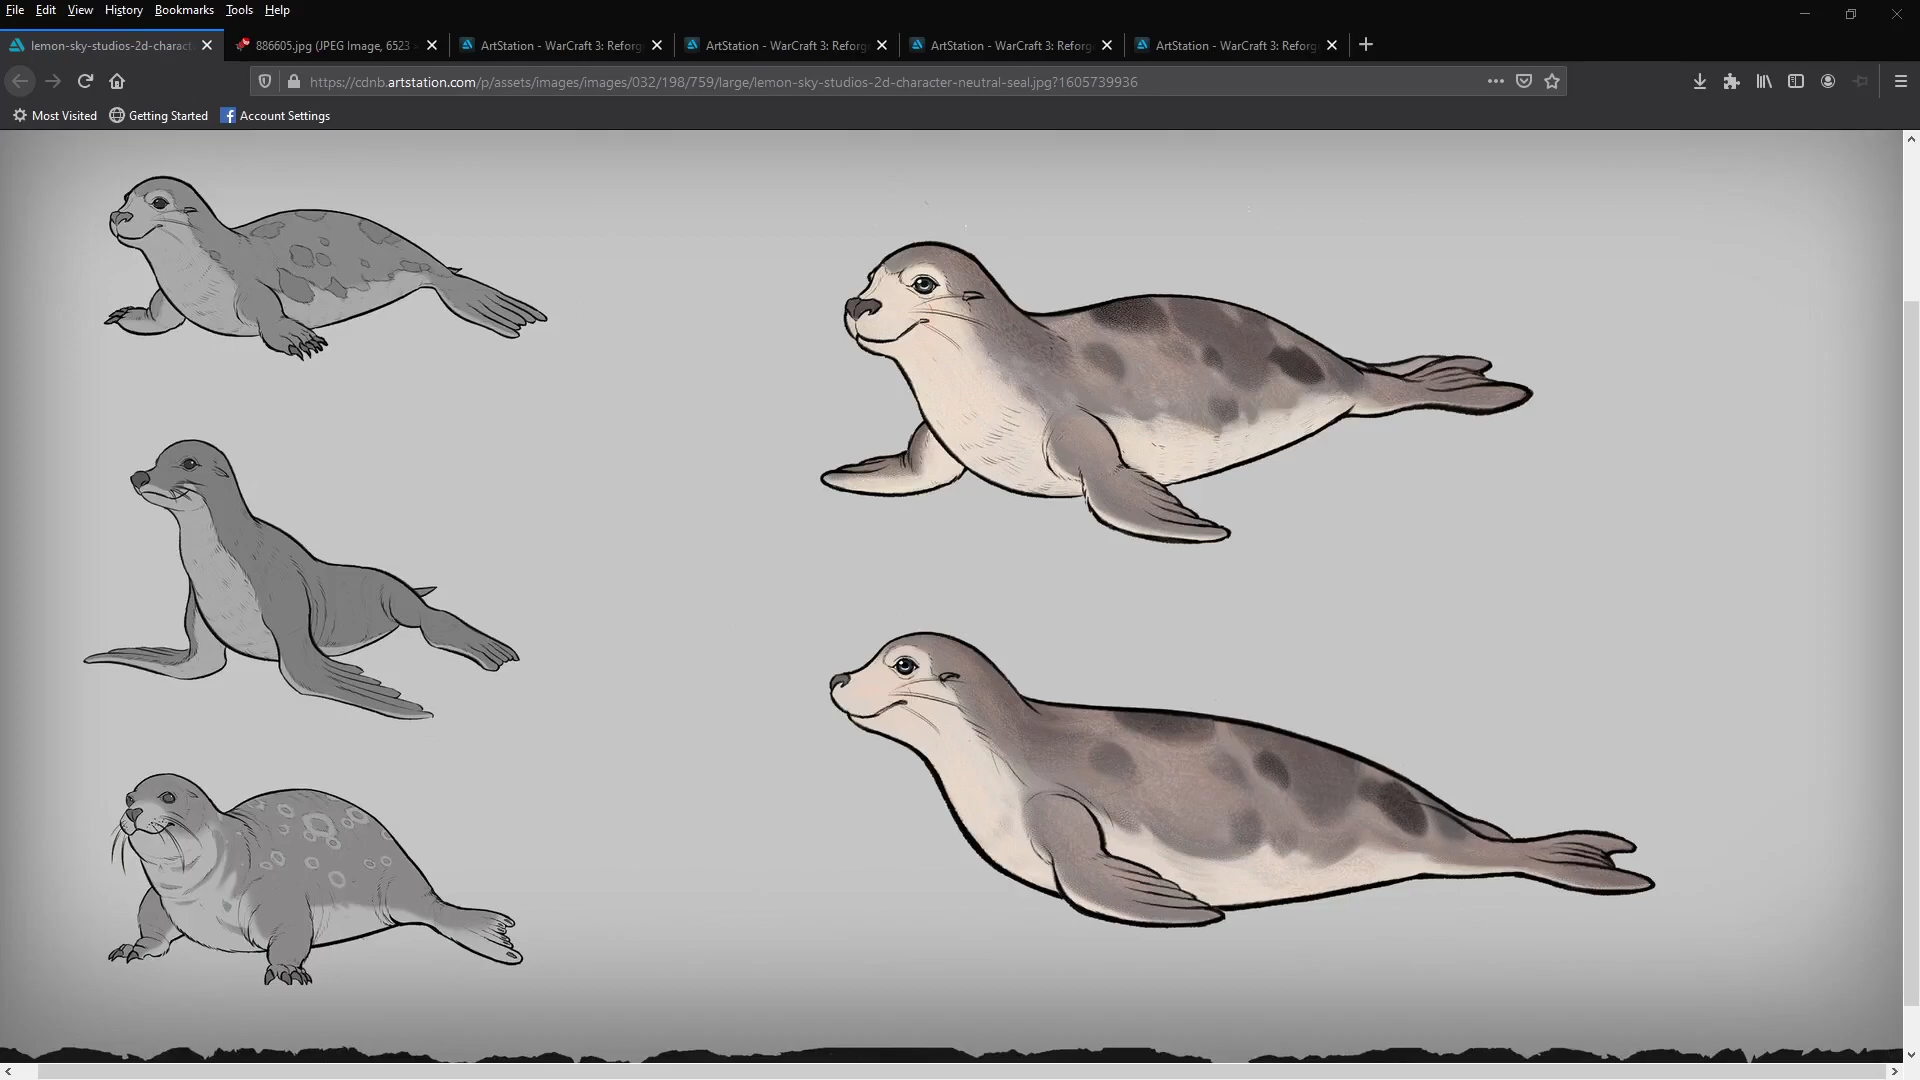 File Edit View History Bookmarks Tools Help
lemon-sky-studios-2d-charact
886605.jpg (JPEG Image, 6523
ArtStation - WarCraft 3: Reforg
ArtStation - WarCraft 3: Reforg
ArtStation - WarCraft 3: Reforg
ArtStation - WarCraft 3: Reforg
https://cdnb.artstation.com/p/assets/images/images/032/198/759/large/lemon-sky-studios-2d-character-neutral-seal.jpg?1605739936
Most Visited Getting Started Account Settings